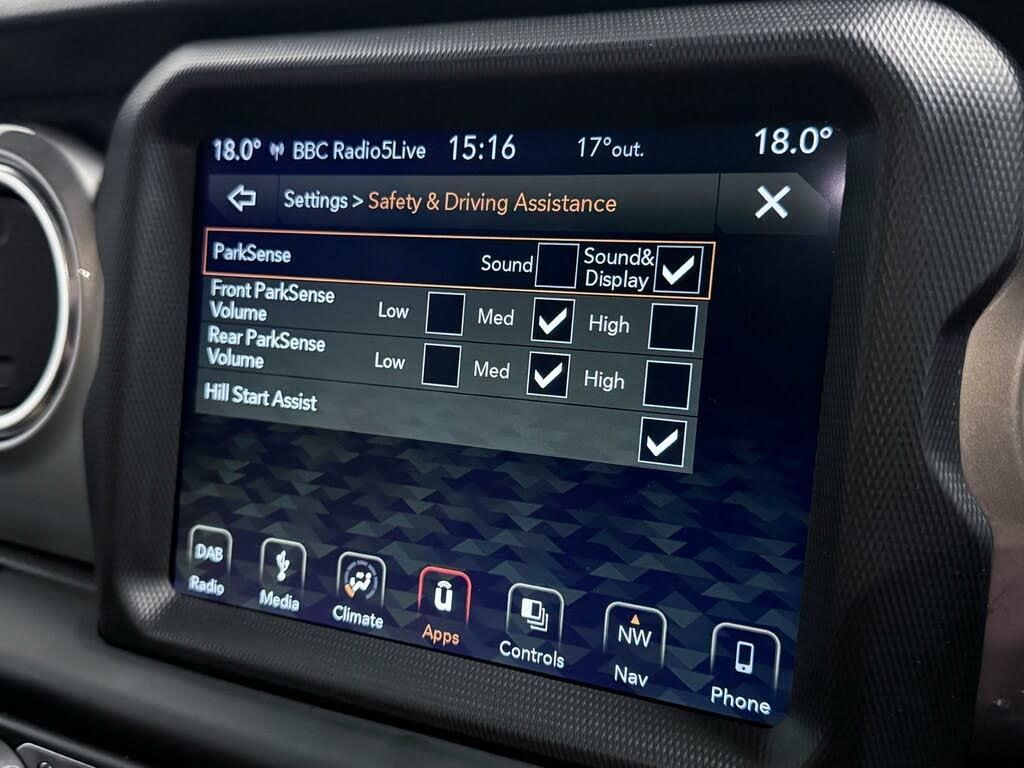 18.0° BBC Radio5Live 15:16 17°out. 18.0°
Settings > Safety & Driving Assistance
ParkSense Sound Sound&
Display
Front ParkSense
Volume Low Med High
Rear ParkSense
Volume Low Med High
Hill Start Assist
DAB
Radio
Media
Climate
Apps
Controls
NW
Nav
Phone